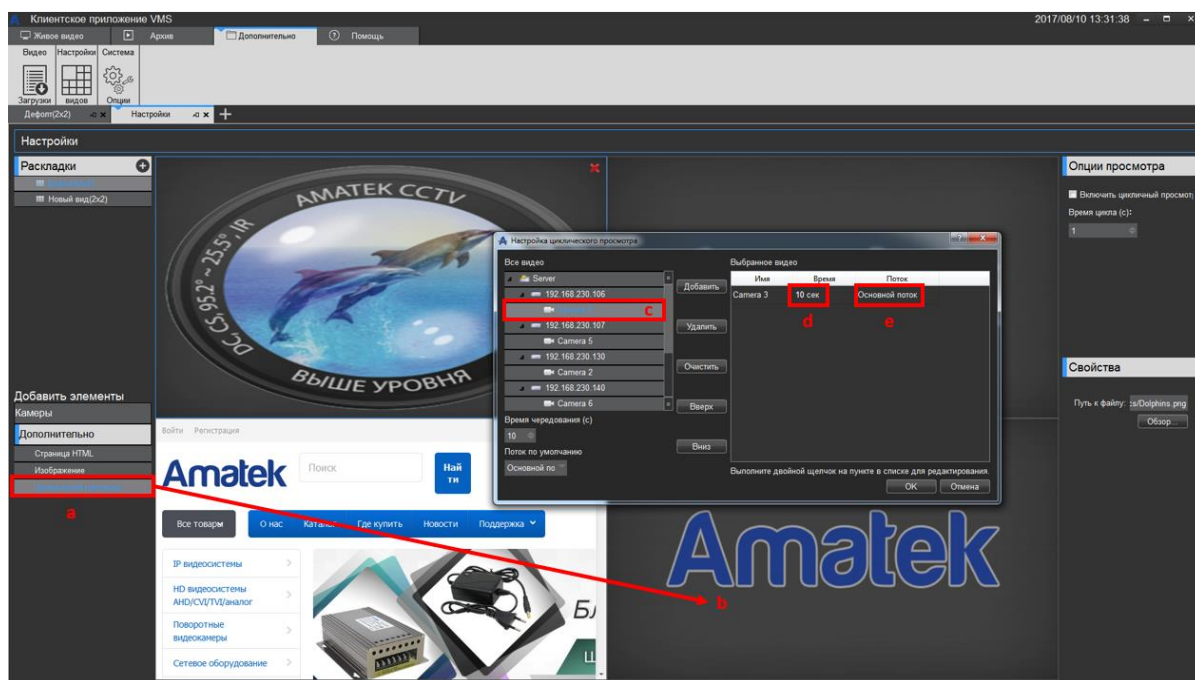 Клиентское приложение VMS
2017/08/10 13:31:38
Живое видео
Архив
Дополнительно
Помощь
Видео
Настройки
Система
Загрузки
видов
Опции
Дефолт(2x2)
Настройки
Настройки
Раскладки
Новый вид(2x2)
Добавить элементы
Камеры
Дополнительно
Страница HTML
Изображение
a
AMATEK CCTV
DC, C5, 95.2° ~ 25.5°, IR
ВЫШЕ УРОВНЯ
Войти Регистрация
Amatek
Поиск
Най
ти
Все товары
О нас
Каталог
Где купить
Новости
Поддержка
IP видеосистемы
HD видеосистемы
AHD/CVI/TVI/аналог
Поворотные
видеокамеры
Сетевое оборудование
Настройка циклического просмотра
Все видео
Server
192.168.230.106
c
192.168.230.107
Camera 5
192.168.230.130
Camera 2
192.168.230.140
Camera 6
Время чередования (с)
10
Поток по умолчанию
Основной по
Добавить
Удалить
Очистить
Вверх
Вниз
Выбранное видео
Имя Время Поток
Camera 3 10 сек Основной поток
d e
Выполните двойной щелчок на пункте в списке для редактирования.
OK
Отмена
Amatek
b
Опции просмотра
Включить цикличный просмот
Время цикла (с):
1
Свойства
Путь к файлу: :s/Dolphins.png
Обзор...